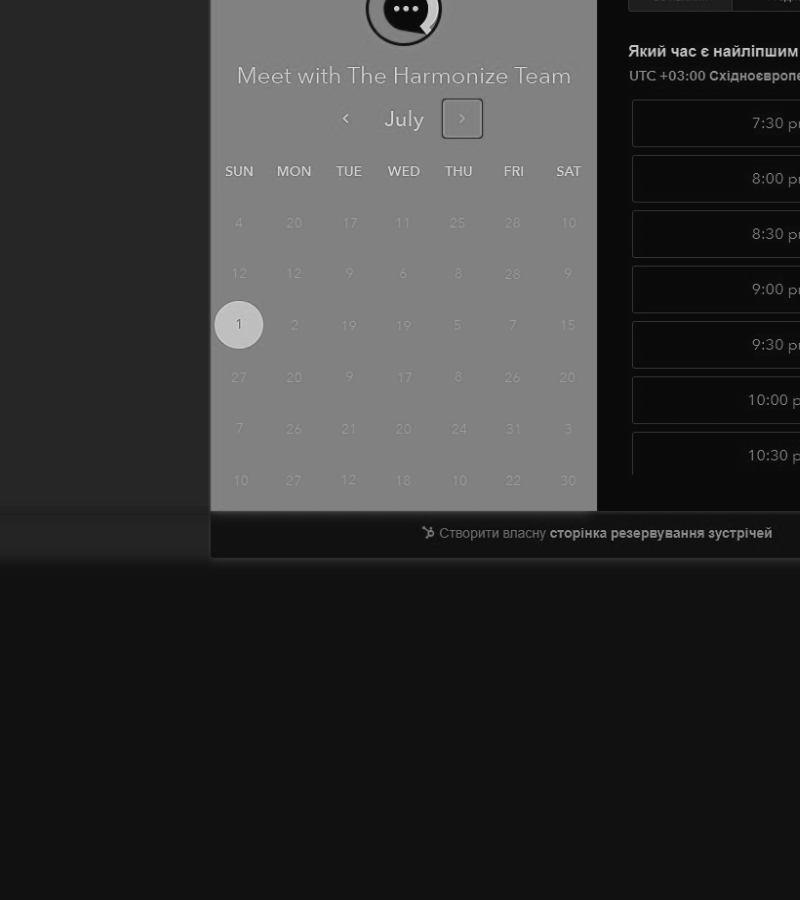 Meet with The Harmonize Team
July
SUN MON TUE WED THU FRI SAT
4 20 17 11 25 28 10
12 12 9 6 8 28 9
1 2 19 19 5 7 15
27 20 9 17 8 26 20
7 26 21 20 24 31 3
10 27 12 18 10 22 30
Який час є найліпшим
UTC +03:00
7:30
8:00
8:30
9:00
9:30
10:00
10:30
Створити власну сторінка резервування зустрічей